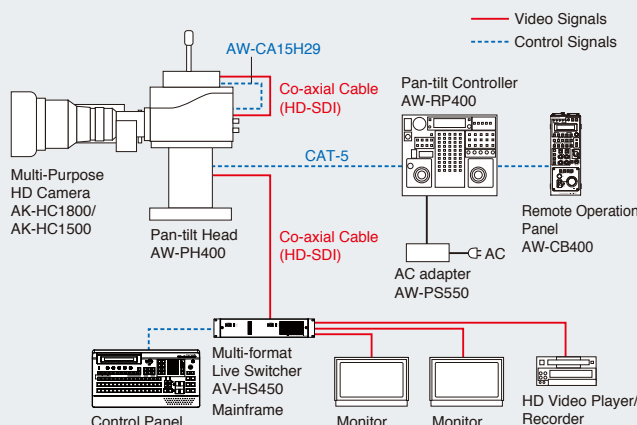 Video Signals
Control Signals
AW-CA15H29
Co-axial Cable
(HD-SDI)
Pan-tilt Controller
AW-RP400
CAT-5
Multi-Purpose
HD Camera
AK-HC1800/
AK-HC1500
Pan-tilt Head
AW-PH400
Co-axial Cable
(HD-SDI)
AC
AC adapter
AW-PS550
Remote Operation
Panel
AW-CB400
Multi-format
Live Switcher
AV-HS450
Mainframe
Control Panel
Monitor
Monitor
HD Video Player/
Recorder